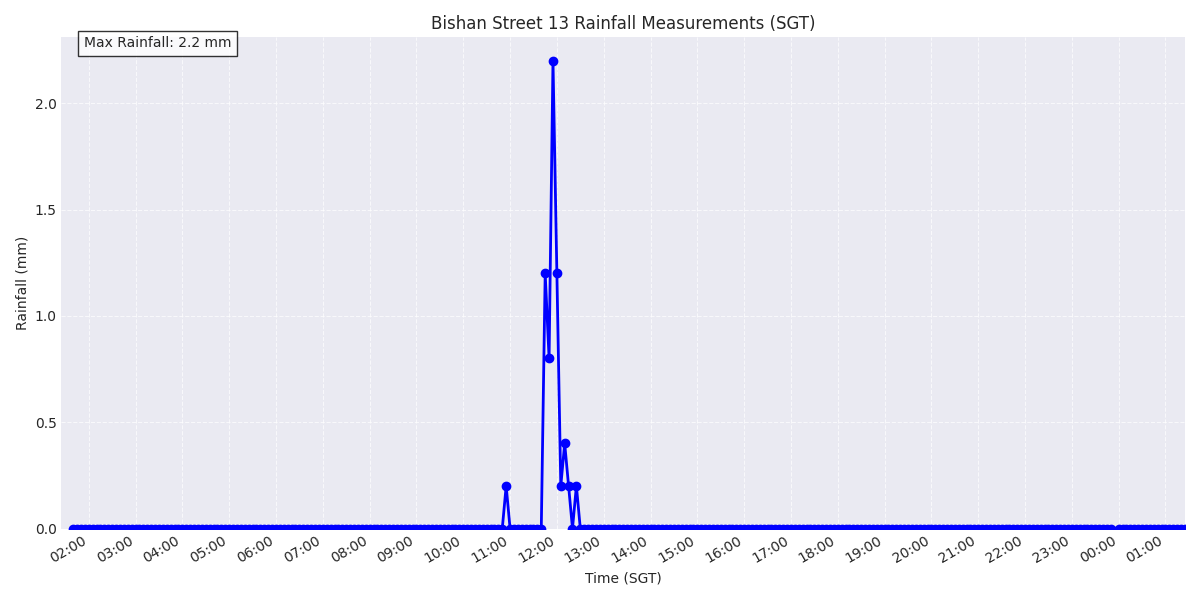 Bishan Street 13 Rainfall Measurements (SGT)
Max Rainfall: 2.2 mm
Rainfall (mm)
2.0
1.5
1.0
0.5
0.0
02:00 03:00 04:00 05:00 06:00 07:00 08:00 09:00 10:00 11:00 12:00 13:00 14:00 15:00 16:00 17:00 18:00 19:00 20:00 21:00 22:00 23:00 00:00 01:00
Time (SGT)